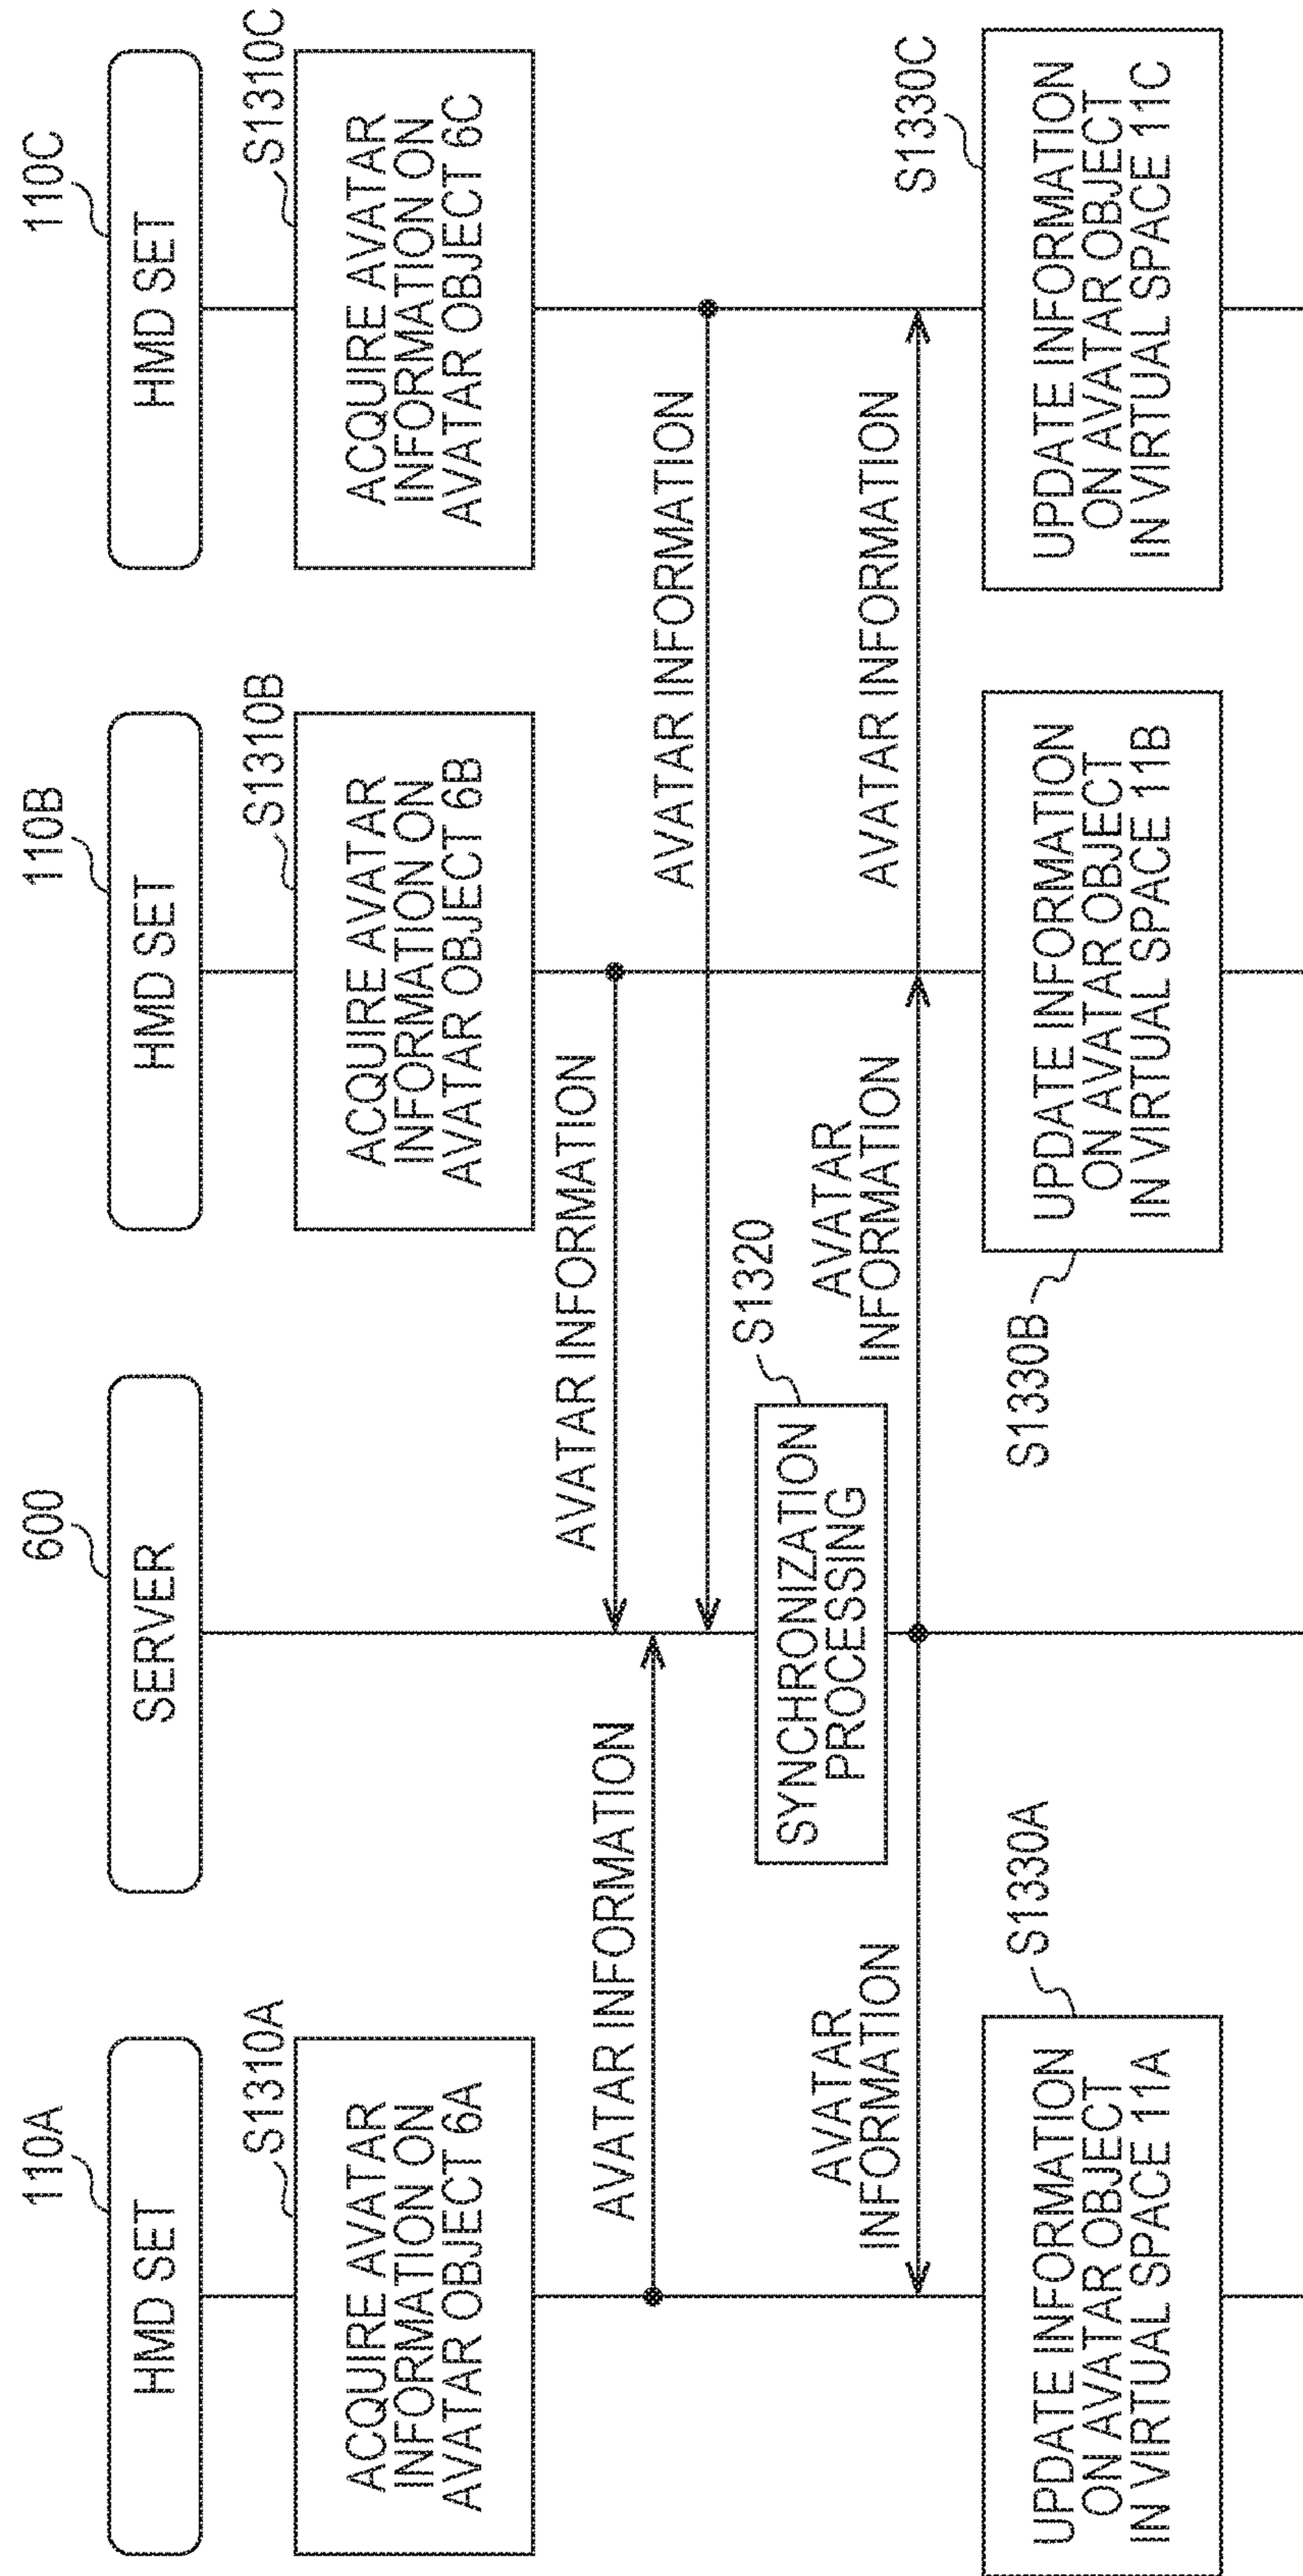 110A
600
110B
110C
HMD SET
SERVER
HMD SET
HMD SET
S1310A
S1310B
S1310C
ACQUIRE AVATAR
INFORMATION ON
AVATAR OBJECT 6A
ACQUIRE AVATAR
INFORMATION ON
AVATAR OBJECT 6B
ACQUIRE AVATAR
INFORMATION ON
AVATAR OBJECT 6C
AVATAR INFORMATION
AVATAR INFORMATION
AVATAR INFORMATION
S1320
SYNCHRONIZATION
PROCESSING
AVATAR
INFORMATION
AVATAR
INFORMATION
AVATAR INFORMATION
S1330A
S1330B
S1330C
UPDATE INFORMATION
ON AVATAR OBJECT
IN VIRTUAL SPACE 11A
UPDATE INFORMATION
ON AVATAR OBJECT
IN VIRTUAL SPACE 11B
UPDATE INFORMATION
ON AVATAR OBJECT
IN VIRTUAL SPACE 11C